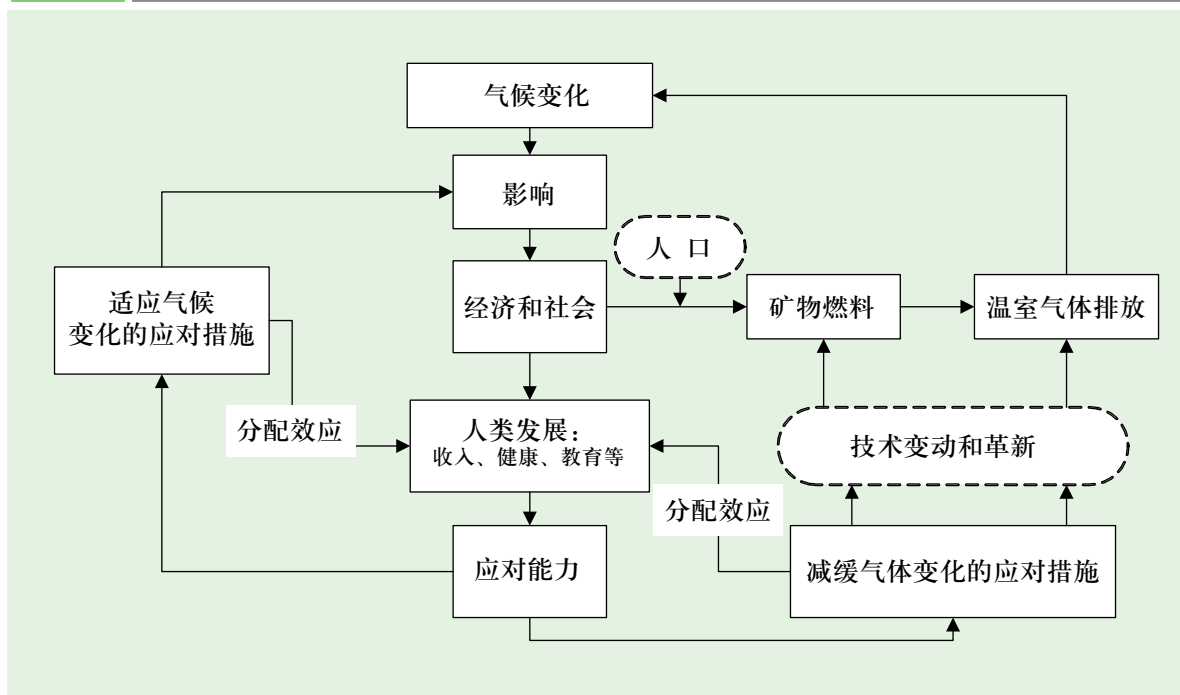 气候变化
影响
人 口
适应气候
变化的应对措施
经济和社会
矿物燃料
温室气体排放
分配效应
人类发展：
收入、健康、教育等
技术变动和革新
分配效应
应对能力
减缓气体变化的应对措施